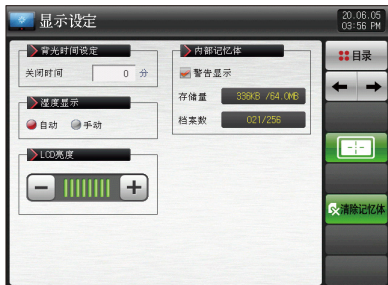 显示设定
20.06.05
03:56 PM
背光时间设定
关闭时间 0 分
湿度显示
自动 手动
LCD亮度
内部记忆体
警告显示
存储量 336KB /64.0MB
档案数 021/256
目录
清除记忆体